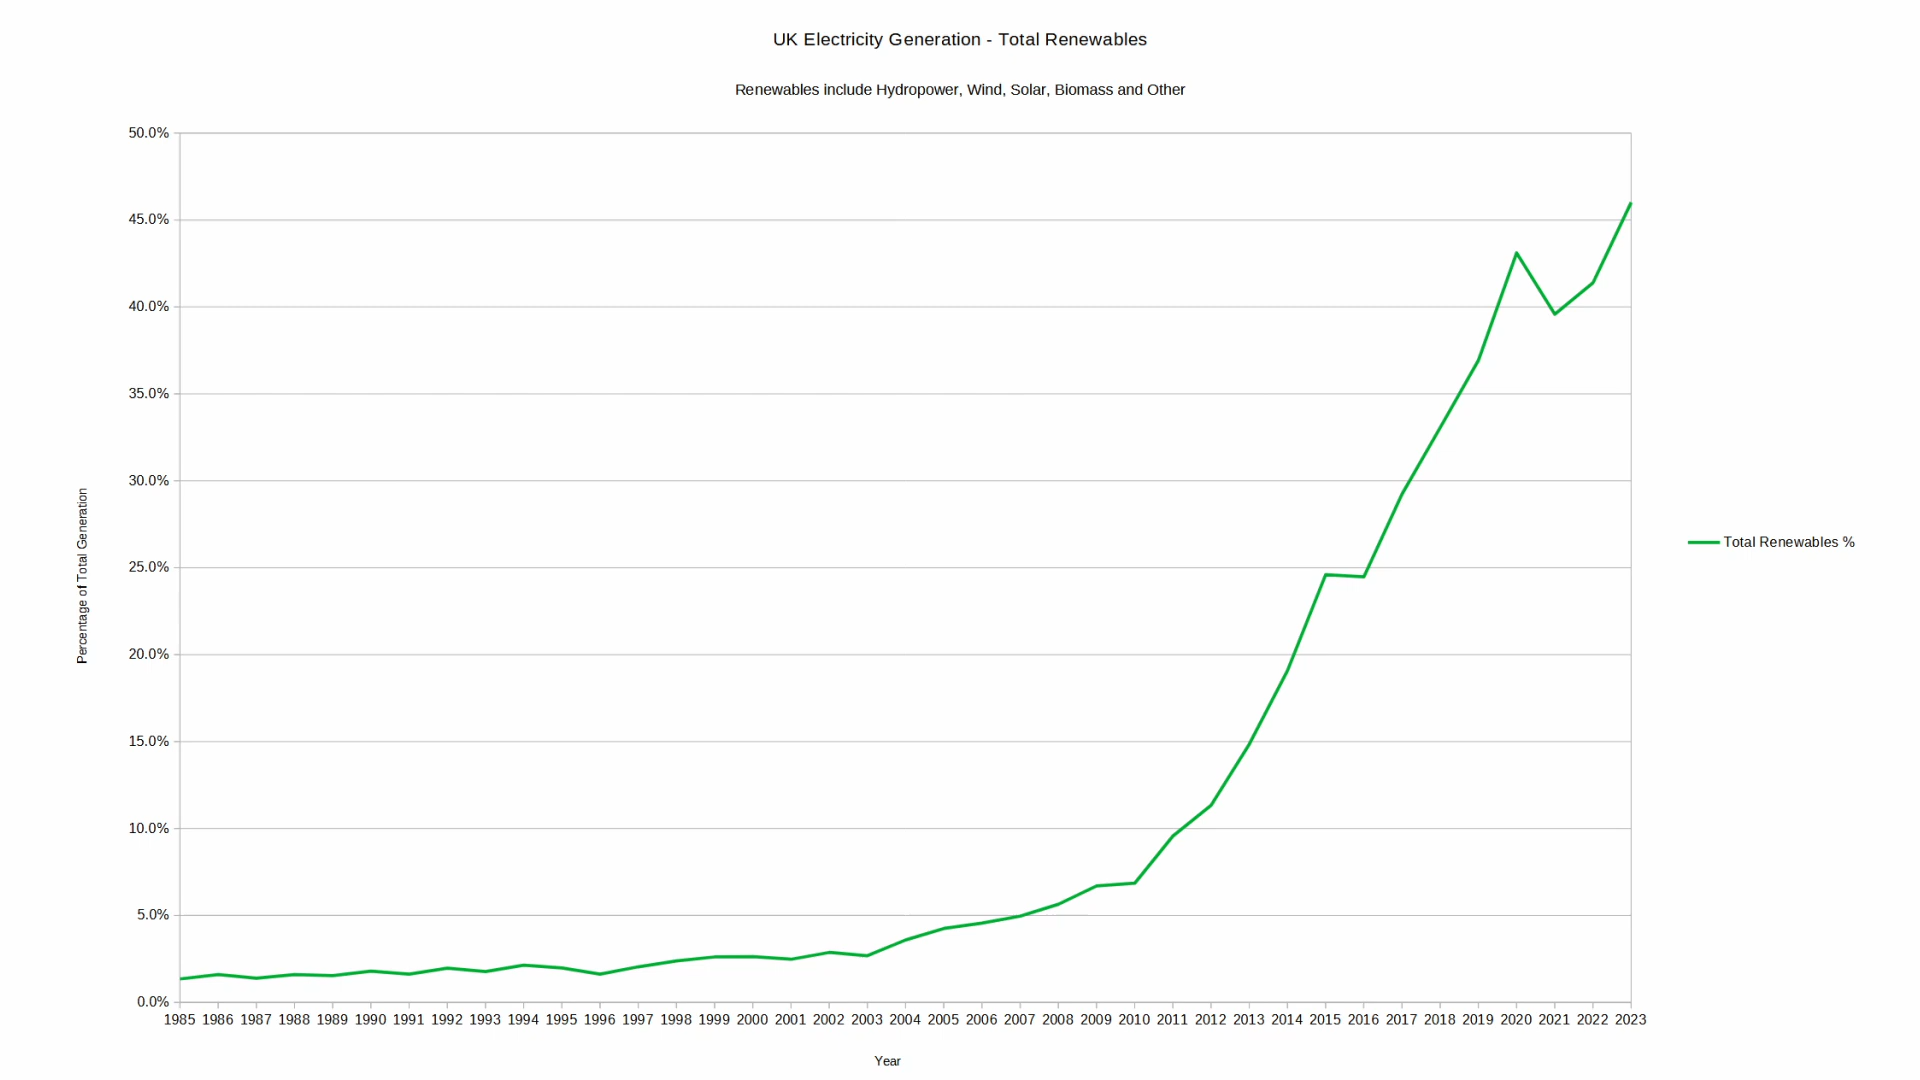 UK Electricity Generation - Total Renewables
Renewables include Hydropower, Wind, Solar, Biomass and Other
50.0%
45.0%
40.0%
35.0%
30.0%
25.0%
20.0%
15.0%
10.0%
5.0%
0.0%
Percentage of Total Generation
Total Renewables %
1985 1986 1987 1988 1989 1990 1991 1992 1993 1994 1995 1996 1997 1998 1999 2000 2001 2002 2003 2004 2005 2006 2007 2008 2009 2010 2011 2012 2013 2014 2015 2016 2017 2018 2019 2020 2021 2022 2023
Year